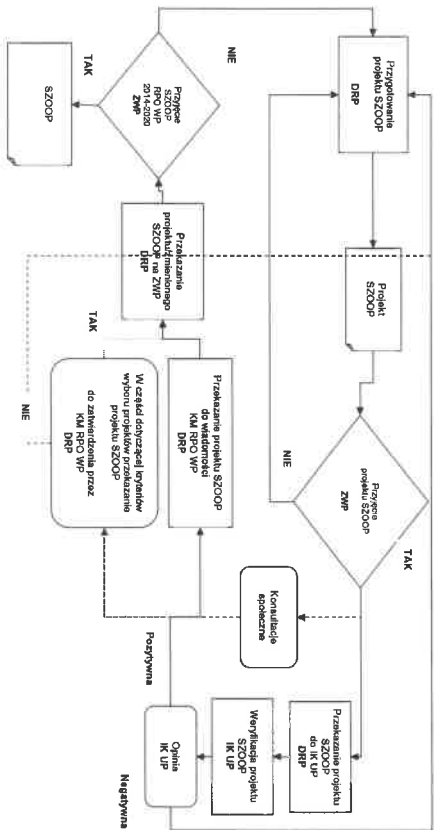 Przygotowanie
projektu SZOOP
DRP
Projekt
SZOOP
Przyjęcie
projektu SZOOP
ZWP
NIE
TAK
Przekazanie projektu
SZOOP
do IK UP
DRP
Weryfikacja projektu
SZOOP
IK UP
Opinia
IK UP
Negatywna
Pozytywna
Konsultacje
społeczne
Przekazanie projektu SZOOP
do wiadomości
KM RPO WP
DRP
W części dotyczącej kryteriów
wyboru projektów przekazanie
projektu SZOOP
do zatwierdzenia przez
KM RPO WP
DRP
TAK
NIE
Przekazanie
projektu/zmienionego
SZOOP na ZWP
DRP
Przyjęcie
SZOOP
RPO WP
2014-2020
ZWP
NIE
TAK
SZOOP